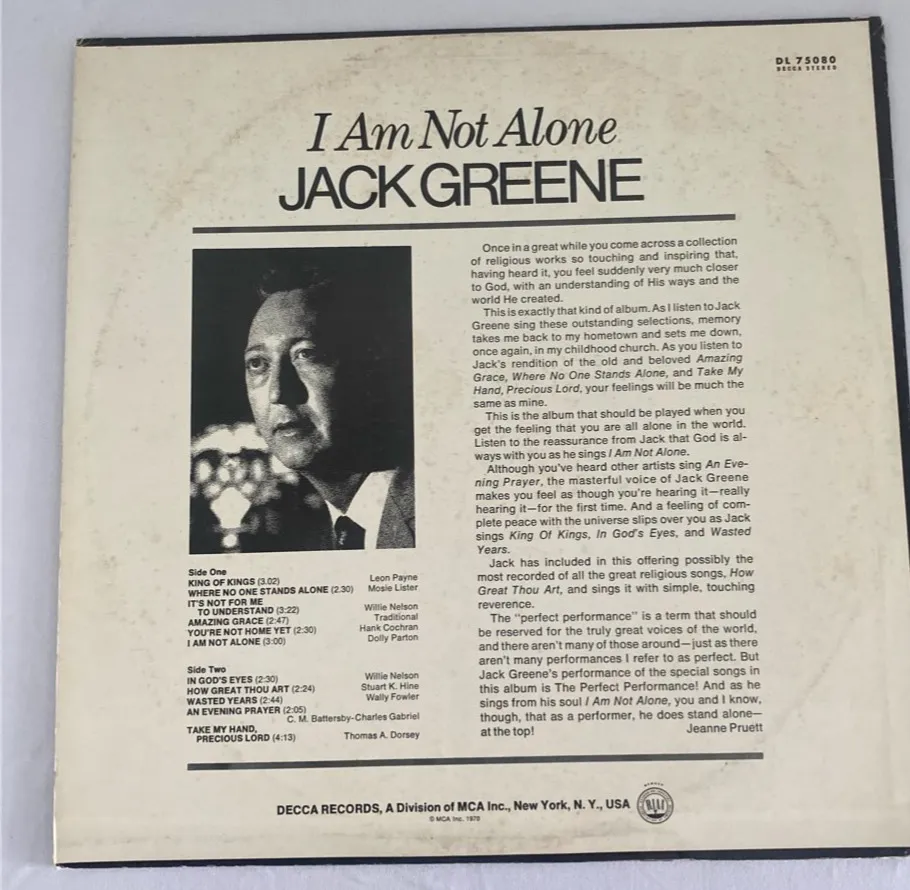 DL 75080
DECCA STEREO
I Am Not Alone
JACK GREENE
Once in a great while you come across a collection
of religious works so touching and inspiring that,
having heard it, you feel suddenly very much closer
to God, with an understanding of His ways and the
world He created.
This is exactly that kind of album. As I listen to Jack
Greene sing these outstanding selections, memory
takes me back to my hometown and sets me down,
once again, in my childhood church. As you listen to
Jack's rendition of the old and beloved Amazing
Grace, Where No One Stands Alone, and Take My
Hand, Precious Lord, your feelings will be much the
same as mine.
This is the album that should be played when you
get the feeling that you are all alone in the world.
Listen to the reassurance from Jack that God is al-
ways with you as he sings I Am Not Alone.
Although you've heard other artists sing An Eve-
ning Prayer, the masterful voice of Jack Greene
makes you feel as though you're hearing it—really
hearing it—for the first time. And a feeling of com-
plete peace with the universe slips over you as Jack
sings King Of Kings, In God's Eyes, and Wasted
Years.
Jack has included in this offering possibly the
most recorded of all the great religious songs, How
Great Thou Art, and sings it with simple, touching
reverence.
The "perfect performance" is a term that should
be reserved for the truly great voices of the world,
and there aren't many of those around—just as there
aren't many performances I refer to as perfect. But
Jack Greene's performance of the special songs in
this album is The Perfect Performance! And as he
sings from his soul I Am Not Alone, you and I know,
though, that as a performer, he does stand alone—
at the top! Jeanne Pruett
Side One
KING OF KINGS (3.02) Leon Payne
WHERE NO ONE STANDS ALONE (2.30) Mosie Lister
IT'S NOT FOR ME
TO UNDERSTAND (3:22) Willie Nelson
AMAZING GRACE (2:47) Traditional
YOU'RE NOT HOME YET (2:30) Hank Cochran
I AM NOT ALONE (3:00) Dolly Parton
Side Two
IN GOD'S EYES (2:30) Willie Nelson
HOW GREAT THOU ART (2:24) Stuart K. Hine
WASTED YEARS (2:44) Wally Fowler
AN EVENING PRAYER (2:05)
C. M. Battersby-Charles Gabriel
TAKE MY HAND,
PRECIOUS LORD (4:13) Thomas A. Dorsey
DECCA RECORDS, A Division of MCA Inc., New York, N. Y., USA
© MCA Inc. 1970